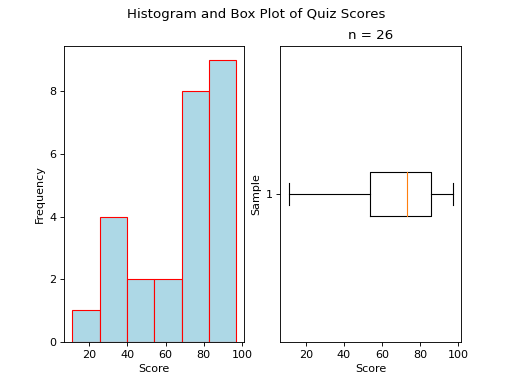 Histogram and Box Plot of Quiz Scores
n = 26
Frequency
0
2
4
6
8
20 40 60 80 100
Score
Sample
1
20 40 60 80 100
Score